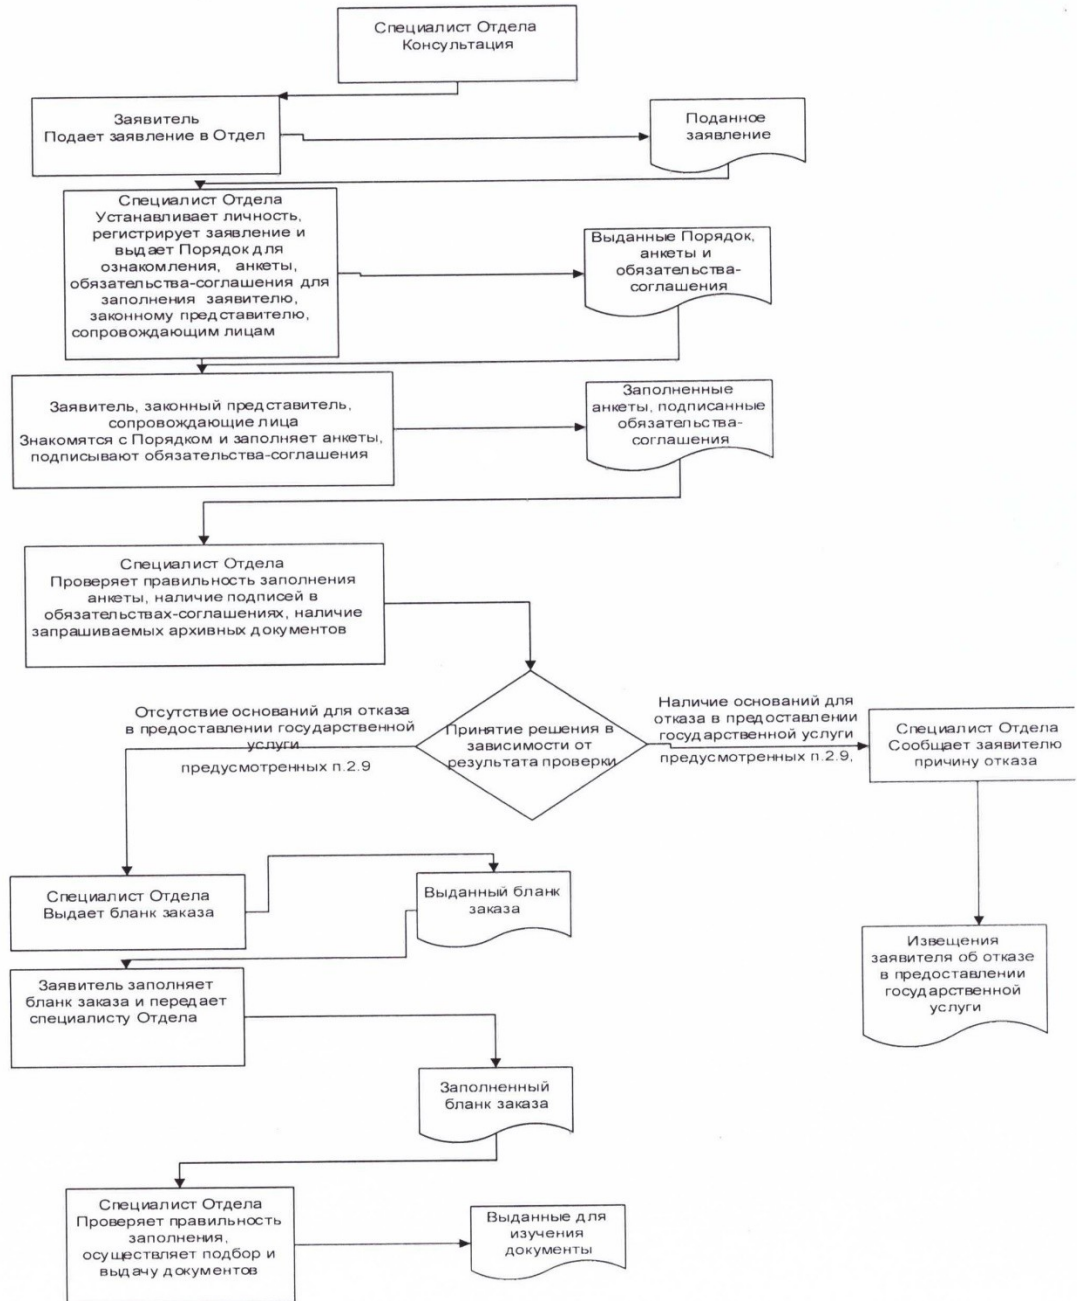 Специалист Отдела
Консультация
Заявитель
Подает заявление в Отдел
Поданное
заявление
Специалист Отдела
Устанавливает личность,
регистрирует заявление и
выдает Порядок для
ознакомления, анкеты,
обязательства-соглашения для
заполнения заявителю,
законному представителю,
сопровождающим лицам
Выданные Порядок,
анкеты и
обязательства-
соглашения
Заявитель, законный представитель,
сопровождающие лица
Знакомятся с Порядком и заполняет анкеты,
подписывают обязательства-соглашения
Заполненные
анкеты, подписанные
обязательства-
соглашения
Специалист Отдела
Проверяет правильность заполнения
анкеты, наличие подписей в
обязательствах-соглашениях, наличие
запрашиваемых архивных документов
Отсутствие оснований для отказа
в предоставлении государственной
услуги
предусмотренных п.2.9
Принятие решения в
зависимости от
результата проверки
Наличие оснований для
отказа в предоставлении
государственной услуги
предусмотренных п.2.9,
Специалист Отдела
Сообщает заявителю
причину отказа
Специалист Отдела
Выдает бланк заказа
Выданный бланк
заказа
Извещения
заявителя об отказе
в предоставлении
государственной
услуги
Заявитель заполняет
бланк заказа и передает
специалисту Отдела
Заполненный
бланк заказа
Специалист Отдела
Проверяет правильность
заполнения,
осуществляет подбор и
выдачу документов
Выданные для
изучения
документы